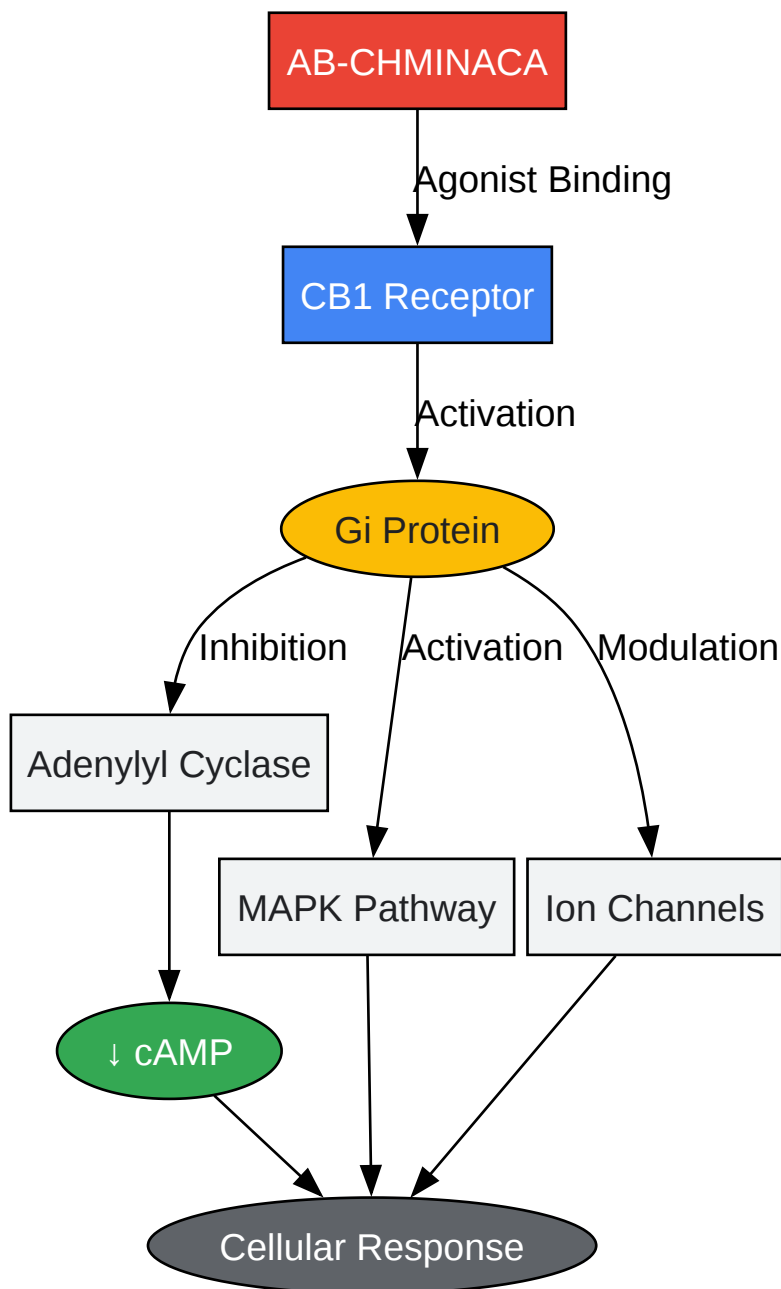 AB-CHMINACA
Agonist Binding
CB1 Receptor
Activation
Gi Protein
Inhibition
Activation
Modulation
Adenylyl Cyclase
MAPK Pathway
Ion Channels
↓ cAMP
Cellular Response